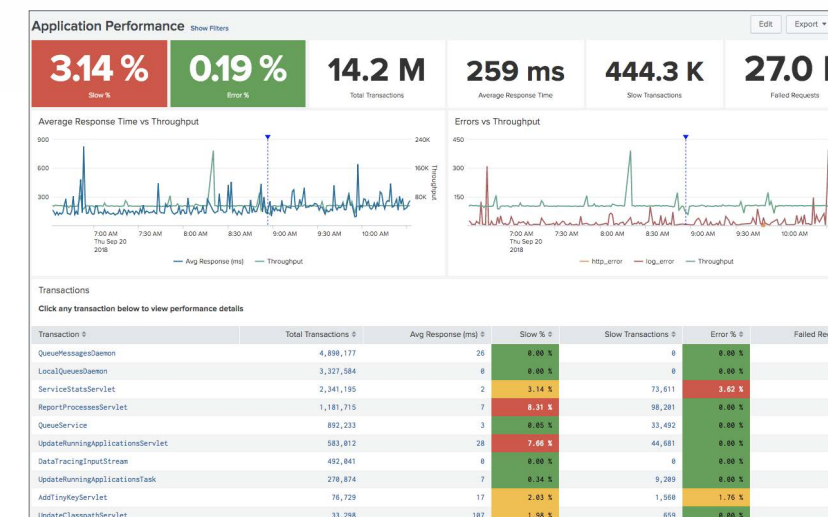 Application Performance Show Filters
Edit Export
3.14 % 0.19 % 14.2 M 259 ms 444.3 K 27.0
Slow % Error % Total Transactions Average Response Time Slow Transactions Failed Requests
Average Response Time vs Throughput
900
600
300
240K
160K
80K
Throughput
7:00 AM 7:30 AM 8:00 AM 8:30 AM 9:00 AM 9:30 AM 10:00 AM
Thu Sep 20
2018
Avg Response (ms) Throughput
Errors vs Throughput
450
300
150
7:00 AM 7:30 AM 8:00 AM 8:30 AM 9:00 AM 9:30 AM 10:00 AM
Thu Sep 20
2018
http_error log_error Throughput
Transactions
Click any transaction below to view performance details
Transaction Total Transactions Avg Response (ms) Slow % Slow Transactions Error % Failed
QueueMessagesDaemon 4,890,177 26 0.00 % 0 0.00 %
LocalQueuesDaemon 3,327,584 0 0.00 % 0 0.00 %
ServiceStatsServlet 2,341,195 2 3.14 % 73,611 3.62 %
ReportProcessesServlet 1,181,715 7 8.31 % 98,201 0.00 %
QueueService 892,233 3 0.05 % 33,492 0.00 %
UpdateRunningApplicationsServlet 583,012 28 7.66 % 44,681 0.00 %
DataTracingInputStream 492,041 0 0.00 % 0 0.00 %
UpdateRunningApplicationsTask 270,874 7 0.34 % 9,209 0.00 %
AddTinyKeyServlet 76,729 17 2.03 % 1,560 1.76 %
UpdateClasspathServlet 33,298 107 1.98 % 659 0.00 %